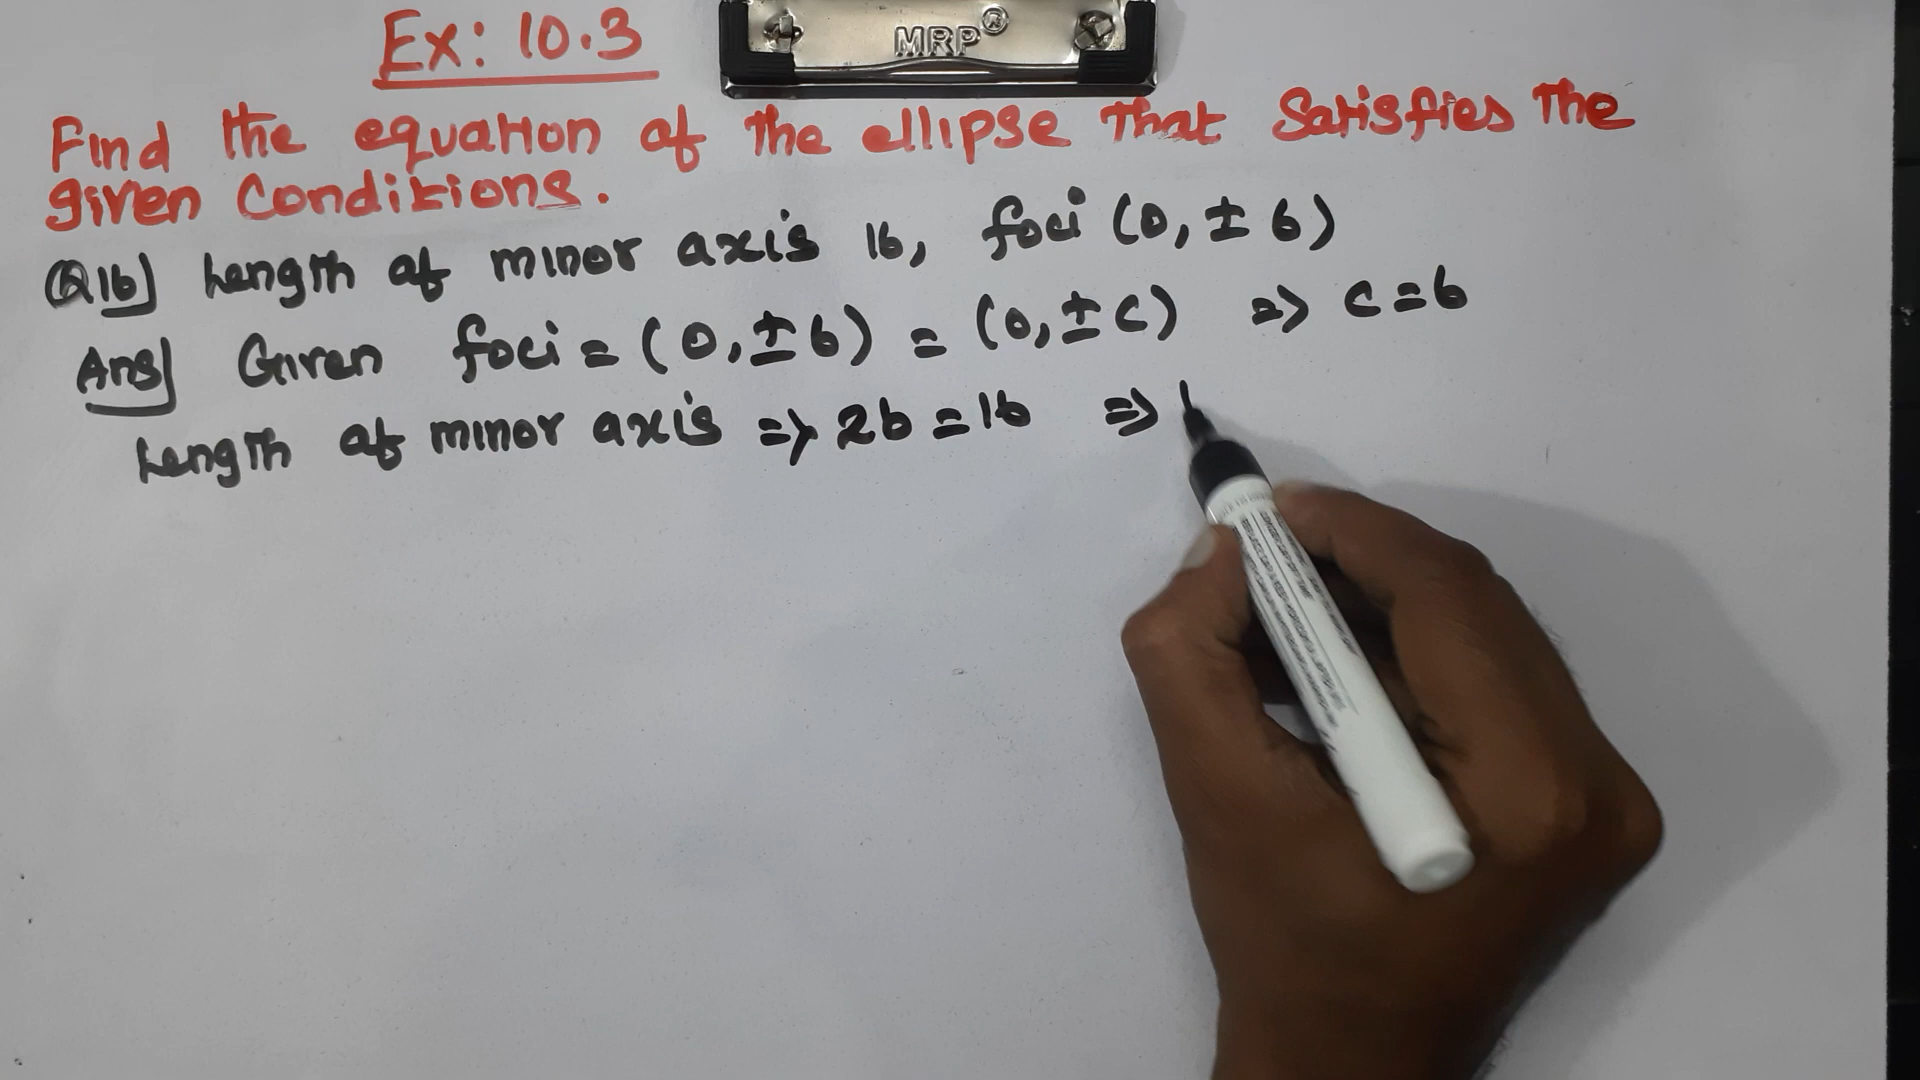 Ex: 10.3
MRP®
Find the equation of the ellipse that satisfies the
given conditions.
Q16] Length of minor axis 16, foci (0, ± 6)
Ans] Given foci = (0, ± 6) = (0, ± c) => c = 6
Length of minor axis => 2b = 16 =>